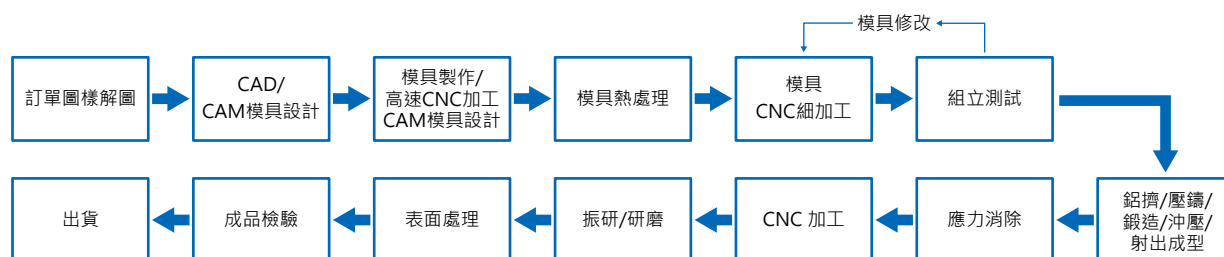 模具修改
訂單圖樣解圖
CAD/
CAM模具設計
模具製作/
高速CNC加工
CAM模具設計
模具熱處理
模具
CNC細加工
組立測試
鋁擠/壓鑄/
鍛造/沖壓/
射出成型
應力消除
CNC 加工
振研/研磨
表面處理
成品檢驗
出貨